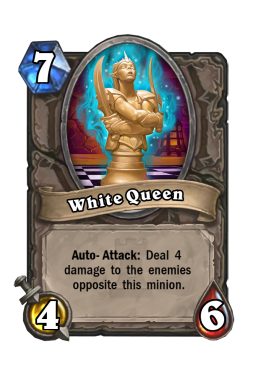 7
White Queen
Auto-Attack: Deal 4
damage to the enemies
opposite this minion.
4
6